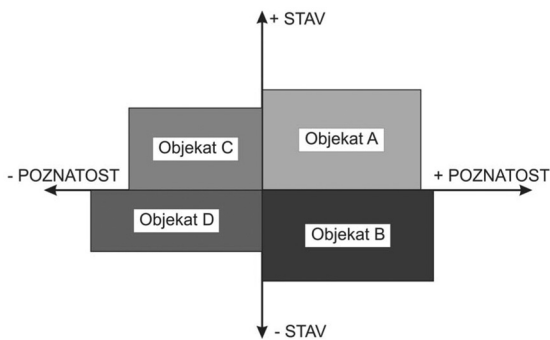 + STAV
Objekat C
Objekat A
- POZNATOST
+ POZNATOST
Objekat D
Objekat B
- STAV